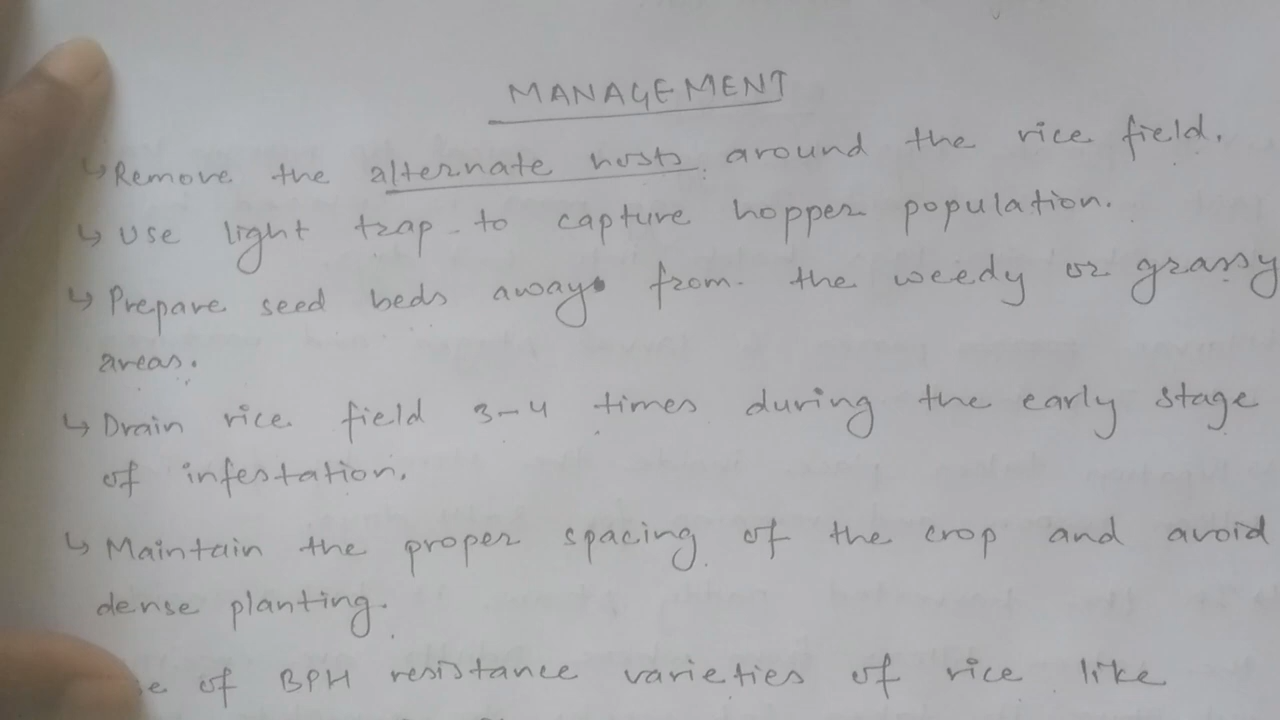 MANAGEMENT
↳ Remove the alternate hosts around the rice field.
↳ Use light trap to capture hopper population.
↳ Prepare seed beds away from the weedy or grassy
areas.
↳ Drain rice field 3-4 times during the early stage
of infestation.
↳ Maintain the proper spacing of the crop and avoid
dense planting.
of BPH resistance varieties of rice like